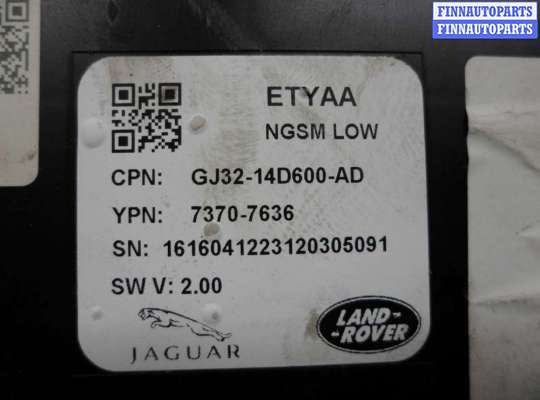 FINNAUTOPARTS
FINNAUTOPARTS
ETYAA
NGSM LOW
CPN: GJ32-14D600-AD
YPN: 7370-7636
SN: 1616041223120305091
SW V: 2.00
JAGUAR
LAND-
-ROVER